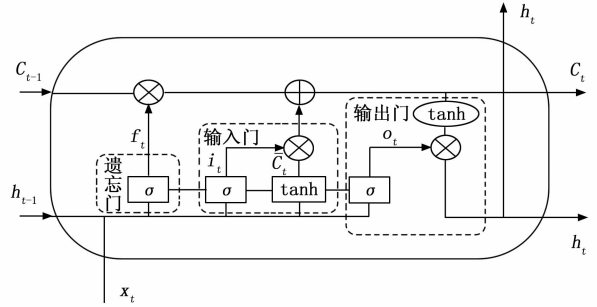 h_t
C_{t-1}
C_t
输出门
tanh
输入门
f_t
o_t
遗忘门
i_t
C̅_t
σ
σ
tanh
σ
h_{t-1}
h_t
x_t